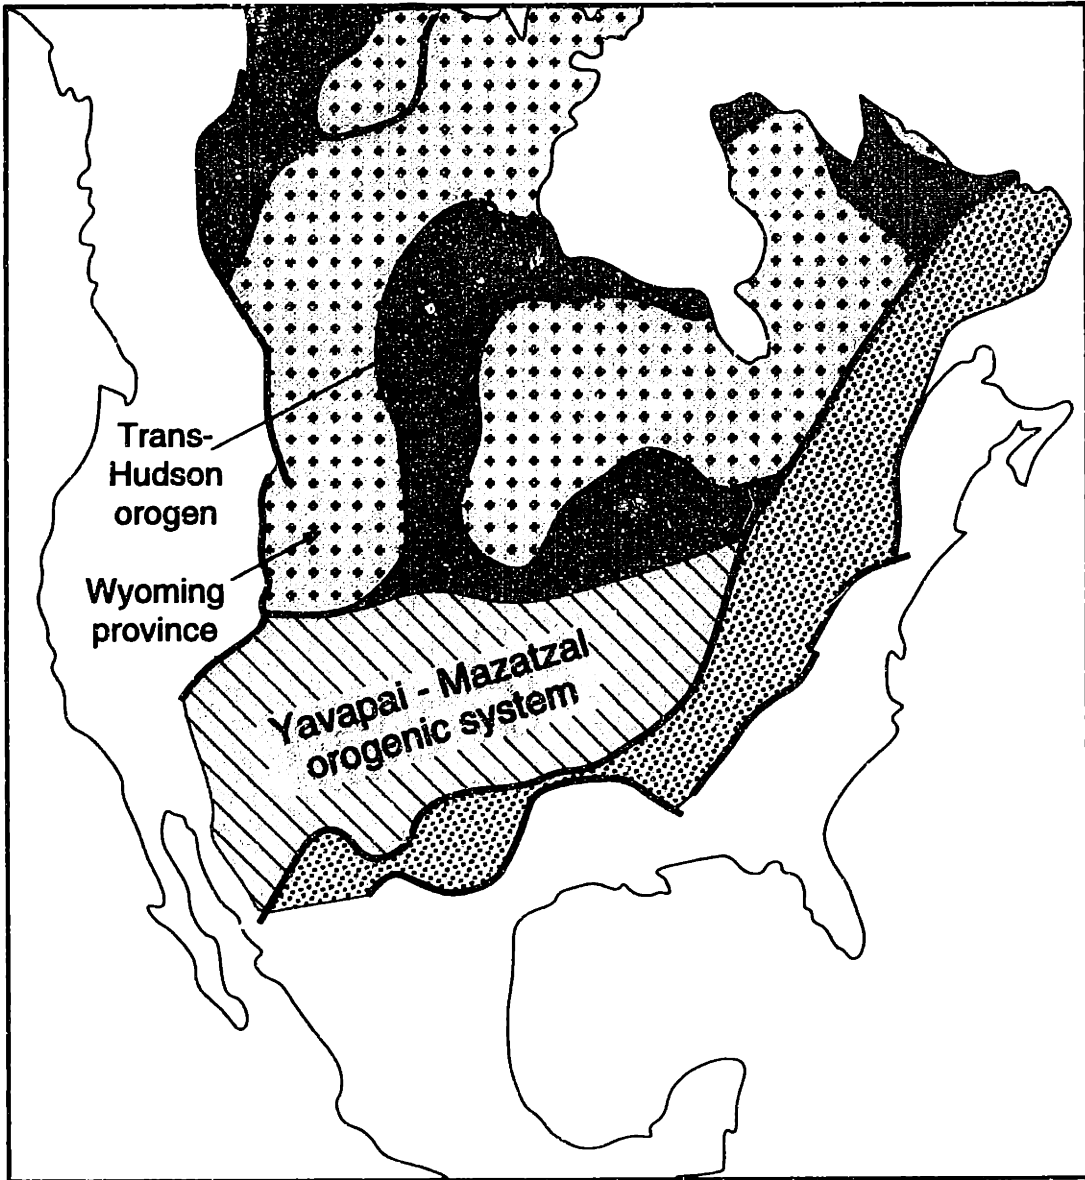 Trans-
Hudson
orogen
Wyoming
province
Yavapai - Mazatzal
orogenic system